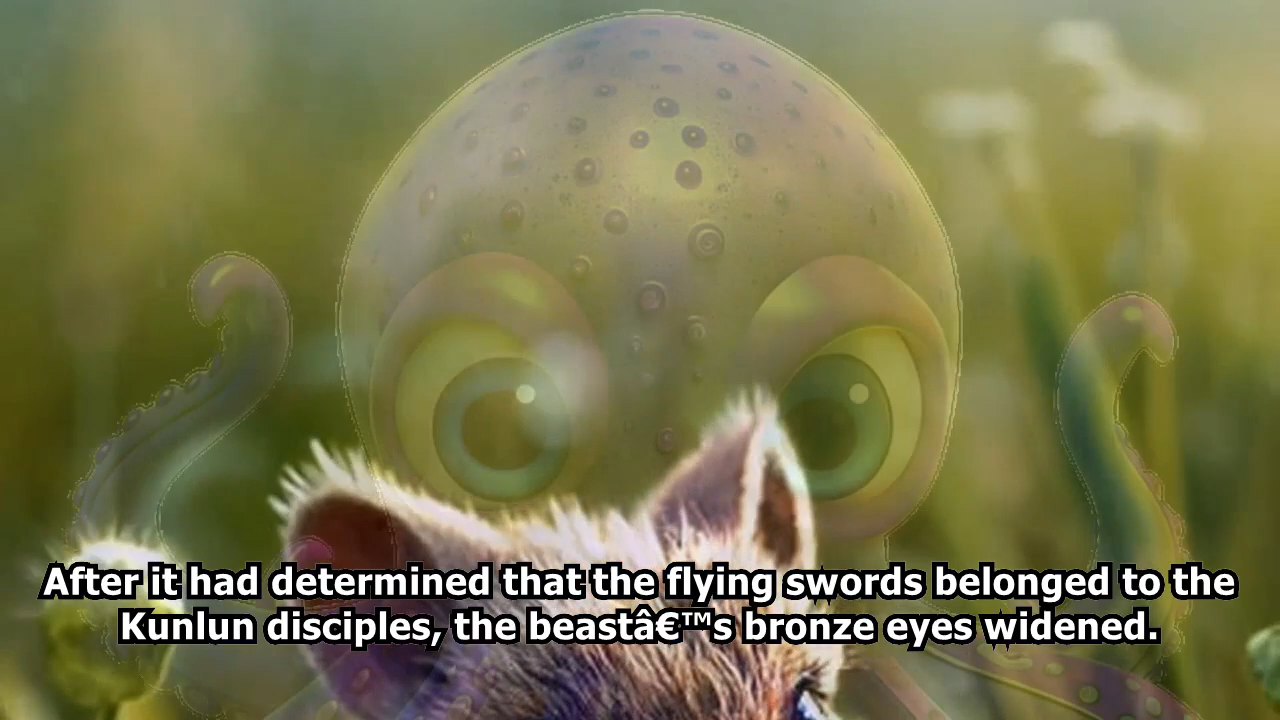 After it had determined that the flying swords belonged to the
Kunlun disciples, the beastâ€™s bronze eyes widened.